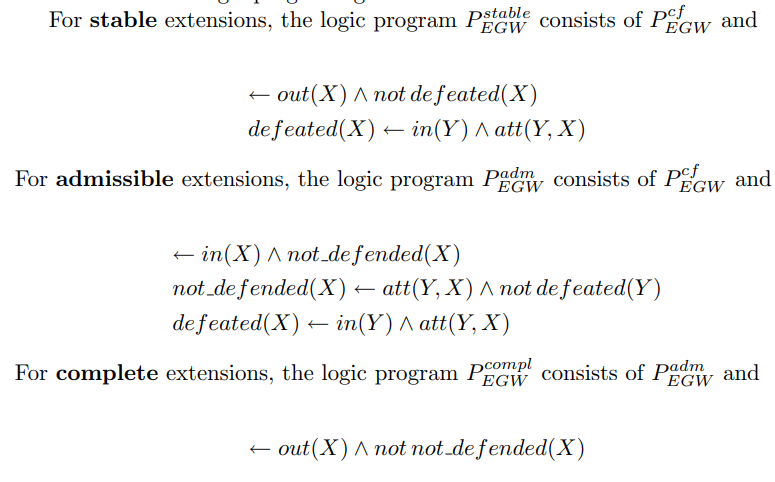 For stable extensions, the logic program P_{EGW}^{stable} consists of P_{EGW}^{cf} and
← out(X) ∧ not defeated(X)
defeated(X) ← in(Y) ∧ att(Y, X)
For admissible extensions, the logic program P_{EGW}^{adm} consists of P_{EGW}^{cf} and
← in(X) ∧ not_defended(X)
not_defended(X) ← att(Y, X) ∧ not defeated(Y)
defeated(X) ← in(Y) ∧ att(Y, X)
For complete extensions, the logic program P_{EGW}^{compl} consists of P_{EGW}^{adm} and
← out(X) ∧ not not_defended(X)